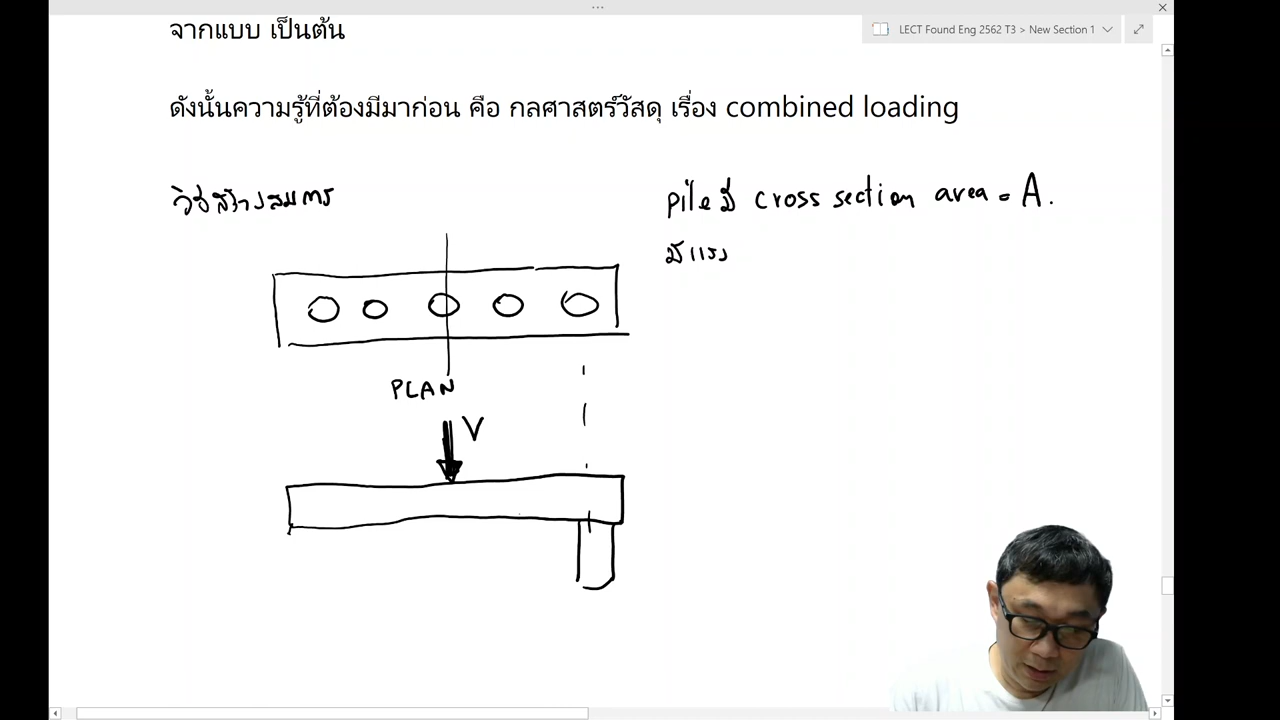 จากแบบ เป็นต้น
LECT Found Eng 2562 T3 > New Section 1
ดังนั้นความรู้ที่ต้องมีมาก่อน คือ กลศาสตร์วัสดุ เรื่อง combined loading
วิธีสร้างสมการ
pile มี cross section area = A.
มีแรง
PLAN
V